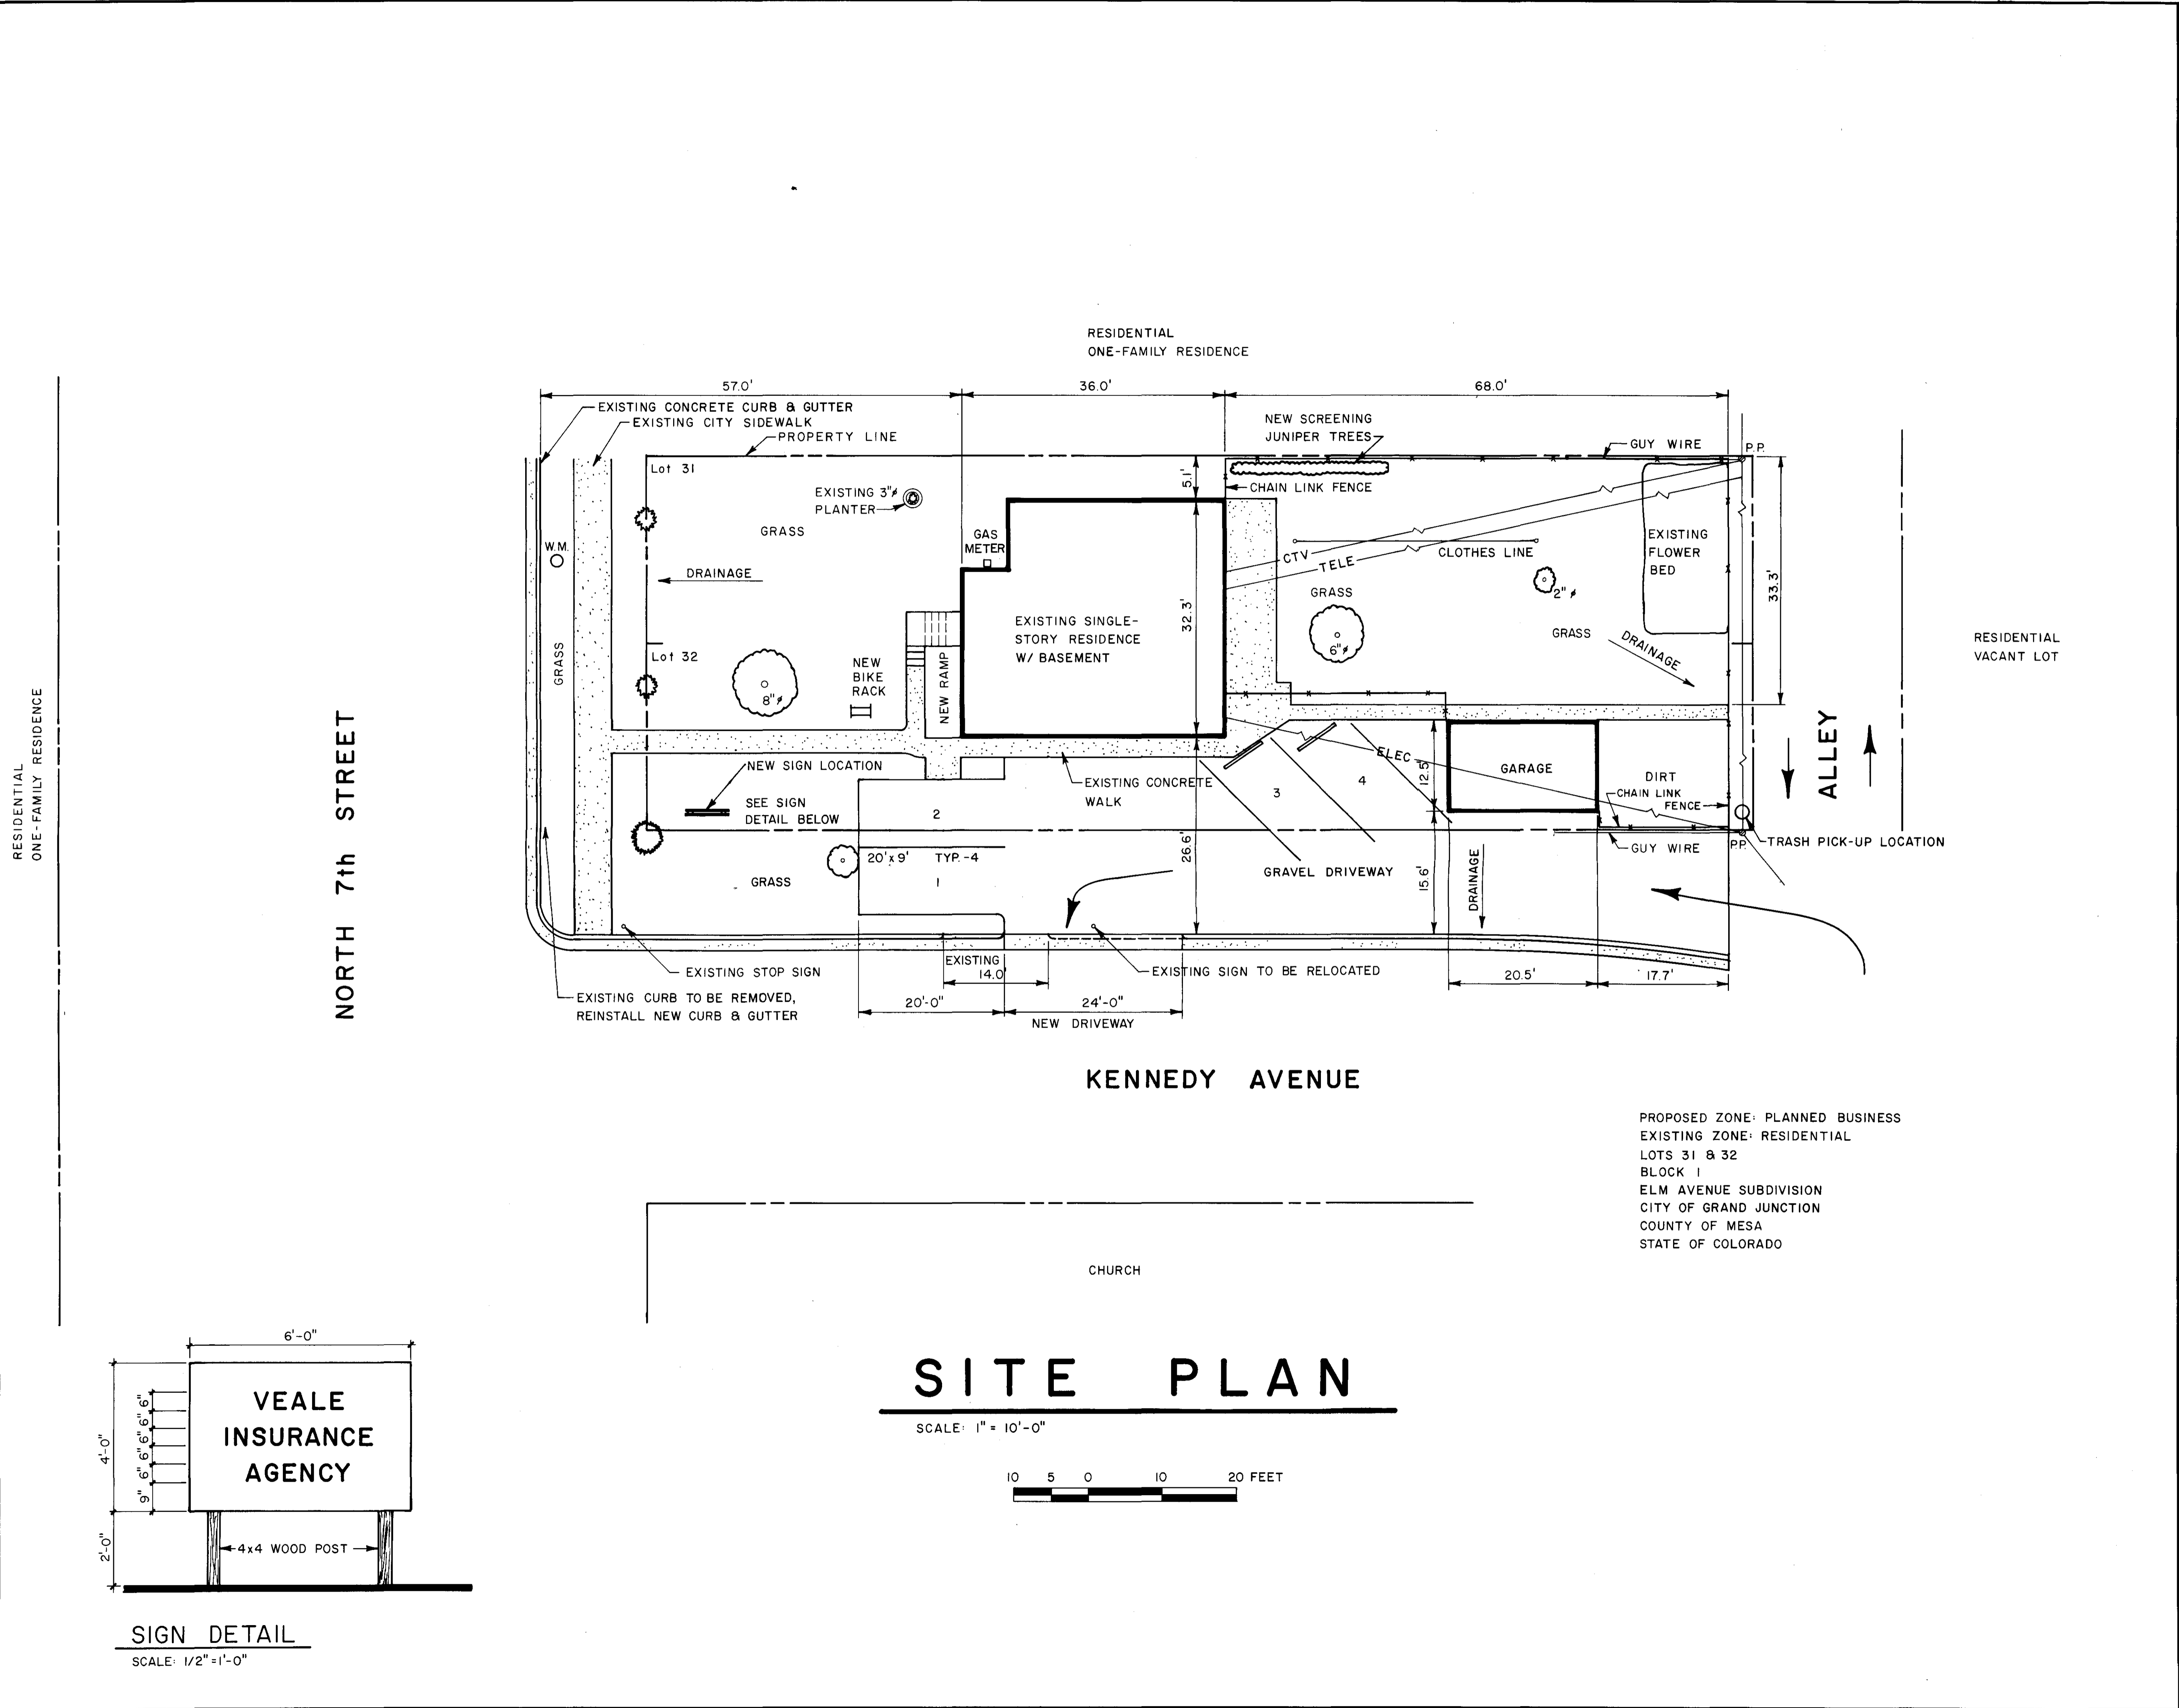 RESIDENTIAL
ONE-FAMILY RESIDENCE
57.0'
36.0'
68.0'
EXISTING CONCRETE CURB & GUTTER
EXISTING CITY SIDEWALK
PROPERTY LINE
NEW SCREENING
JUNIPER TREES
GUY WIRE
P.P.
Lot 31
5.1'
CHAIN LINK FENCE
EXISTING 3"ø
PLANTER
GRASS
GAS
METER
W.M.
DRAINAGE
CTV
TELE
CLOTHES LINE
EXISTING
FLOWER
BED
2"ø
33.3'
GRASS
6"ø
GRASS
DRAINAGE
EXISTING SINGLE-
STORY RESIDENCE
W/ BASEMENT
32.3'
GRASS
Lot 32
8"ø
NEW
BIKE
RACK
NEW RAMP
RESIDENTIAL
VACANT LOT
RESIDENTIAL
ONE-FAMILY RESIDENCE
NORTH 7th STREET
ALLEY
NEW SIGN LOCATION
SEE SIGN
DETAIL BELOW
EXISTING CONCRETE
WALK
ELEC
12.5'
GARAGE
DIRT
CHAIN LINK
FENCE
2
3
4
20'x9' TYP.-4
1
GRASS
26.6'
GRAVEL DRIVEWAY
15.6'
DRAINAGE
GUY WIRE
P.P.
TRASH PICK-UP LOCATION
EXISTING STOP SIGN
EXISTING
14.0'
EXISTING SIGN TO BE RELOCATED
20.5'
17.7'
EXISTING CURB TO BE REMOVED,
REINSTALL NEW CURB & GUTTER
20'-0"
24'-0"
NEW DRIVEWAY
KENNEDY AVENUE
PROPOSED ZONE: PLANNED BUSINESS
EXISTING ZONE: RESIDENTIAL
LOTS 31 & 32
BLOCK 1
ELM AVENUE SUBDIVISION
CITY OF GRAND JUNCTION
COUNTY OF MESA
STATE OF COLORADO
CHURCH
SITE PLAN
SCALE: 1" = 10'-0"
10 5 0 10 20 FEET
6'-0"
4'-0"
6"
6"
6"
6"
6"
9"
2'-0"
VEALE
INSURANCE
AGENCY
4x4 WOOD POST
SIGN DETAIL
SCALE: 1/2"=1'-0"